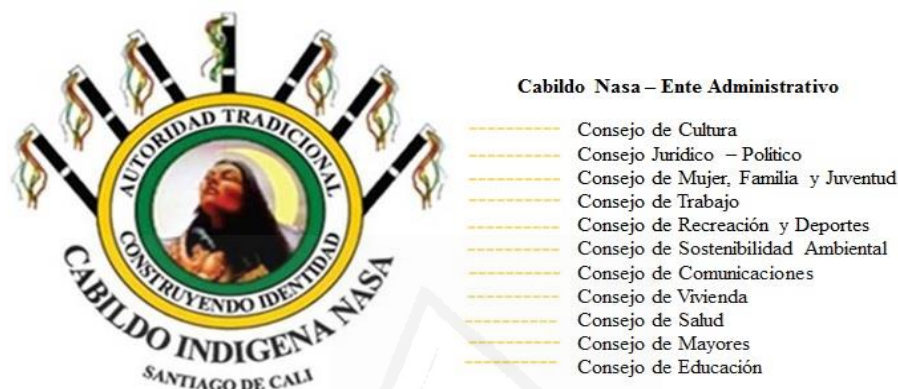 AUTORIDAD TRADICIONAL
CONSTRUYENDO IDENTIDAD
CABILDO INDIGENA NASA
SANTIAGO DE CALI
Cabildo Nasa – Ente Administrativo
Consejo de Cultura
Consejo Juridico – Político
Consejo de Mujer, Familia y Juventud
Consejo de Trabajo
Consejo de Recreación y Deportes
Consejo de Sostenibilidad Ambiental
Consejo de Comunicaciones
Consejo de Vivienda
Consejo de Salud
Consejo de Mayores
Consejo de Educación